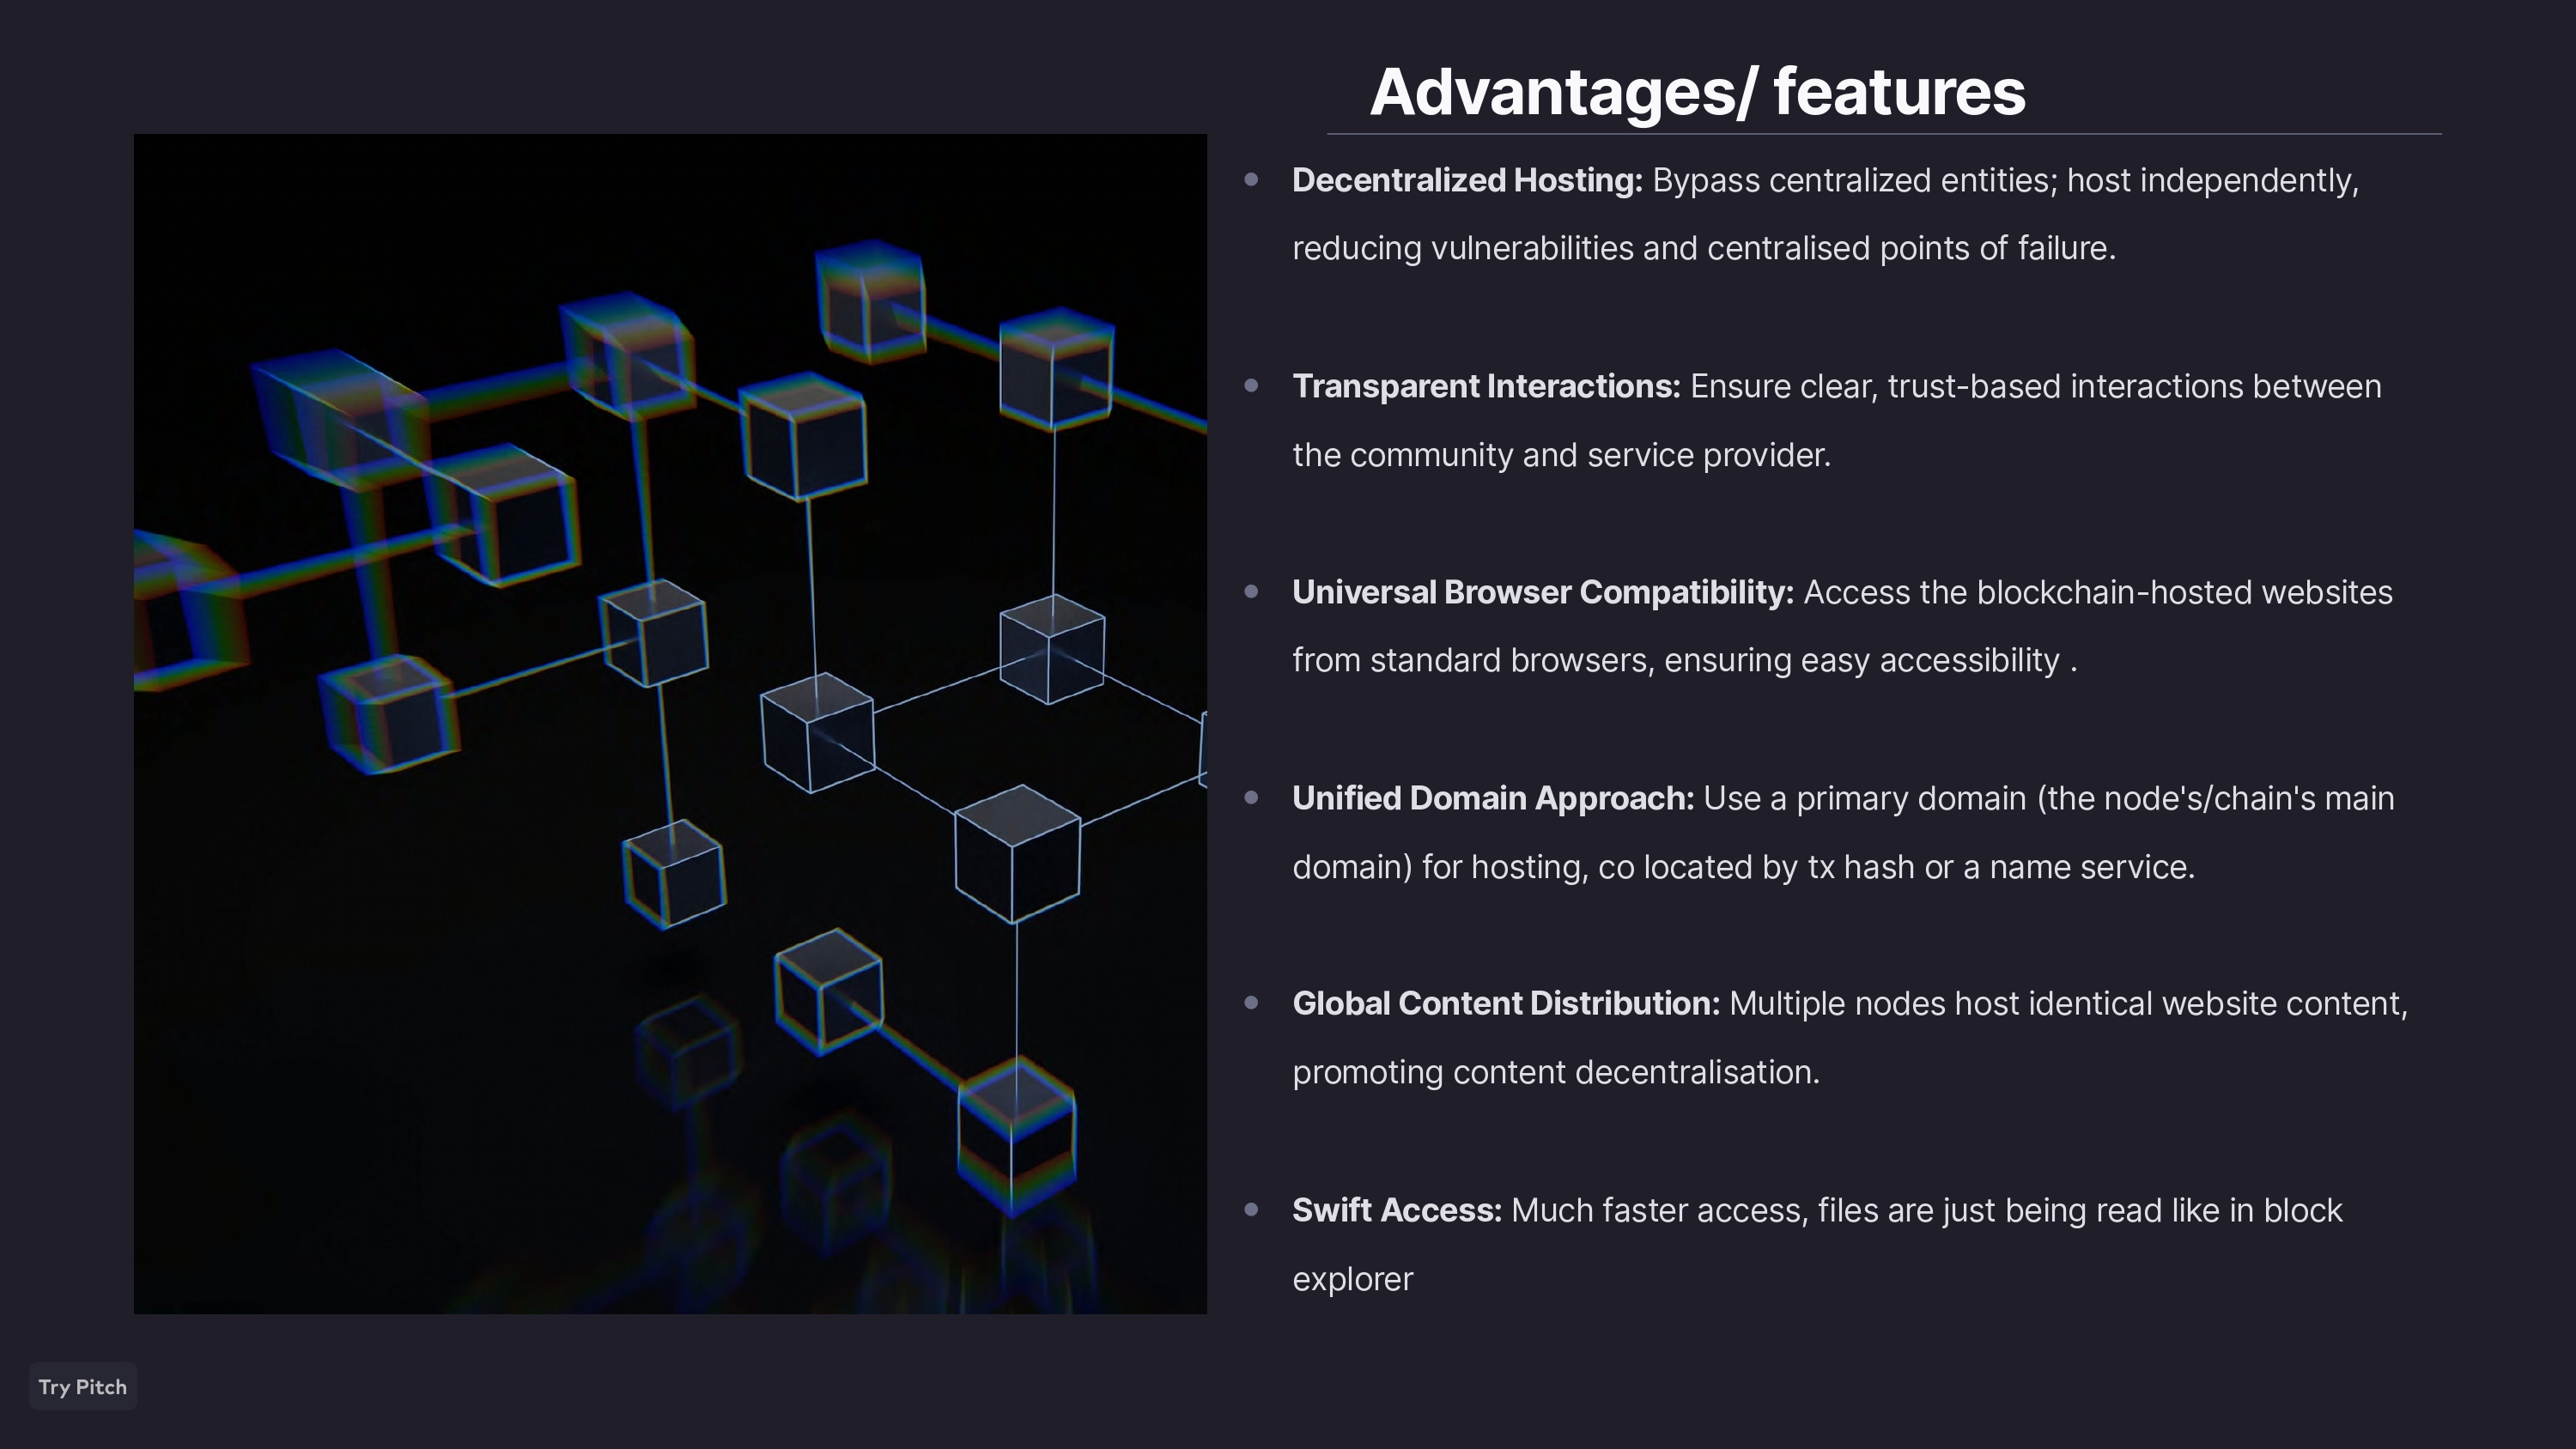 Advantages/ features
Decentralized Hosting: Bypass centralized entities; host independently,
reducing vulnerabilities and centralised points of failure.
Transparent Interactions: Ensure clear, trust-based interactions between
the community and service provider.
Universal Browser Compatibility: Access the blockchain-hosted websites
from standard browsers, ensuring easy accessibility .
Unified Domain Approach: Use a primary domain (the node's/chain's main
domain) for hosting, co located by tx hash or a name service.
Global Content Distribution: Multiple nodes host identical website content,
promoting content decentralisation.
Swift Access: Much faster access, files are just being read like in block
explorer
Try Pitch